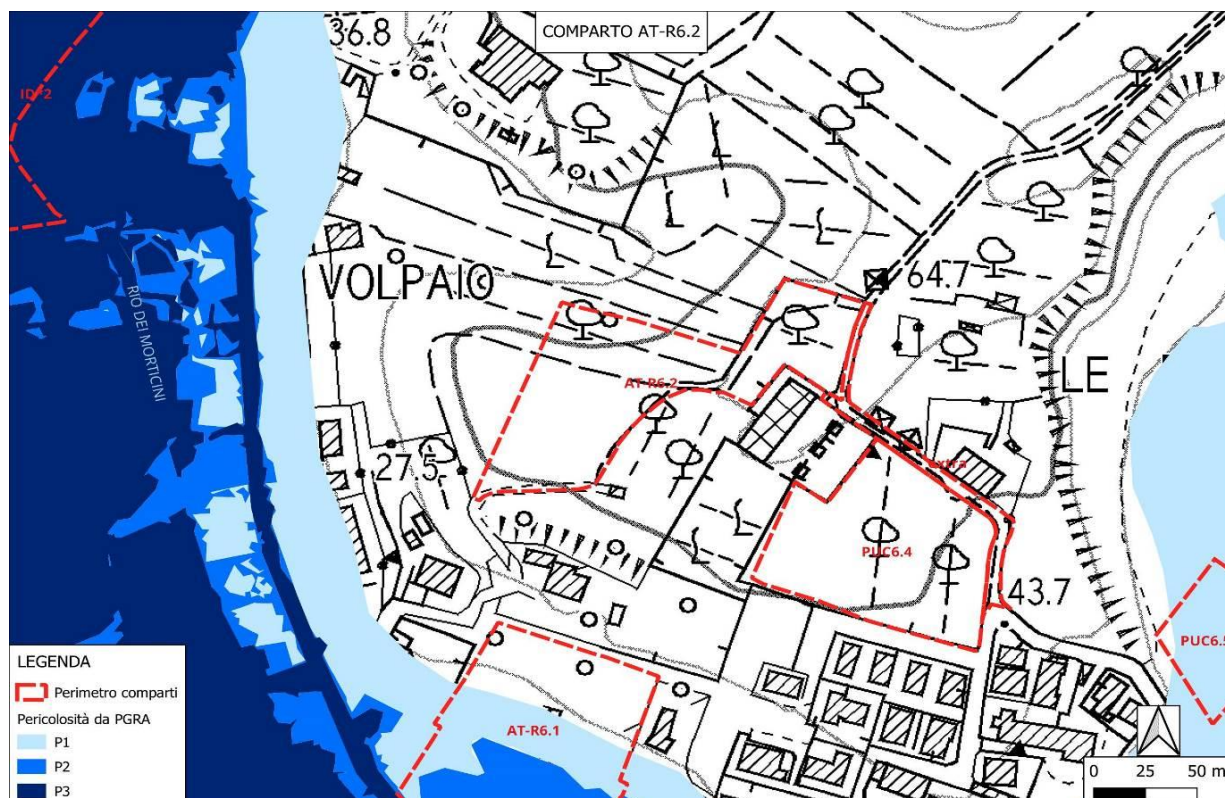 COMPARTO AT-R6.2
36.8
VOLPAIO
64.7
LE
AT-R6.2
RIO DEI MORTICINI
27.5
extra
PUC6.4
43.7
PUC6.5
AT-R6.1
LEGENDA
Perimetro comparti
Pericolosità da PGRA
P1
P2
P3
0 25 50 m